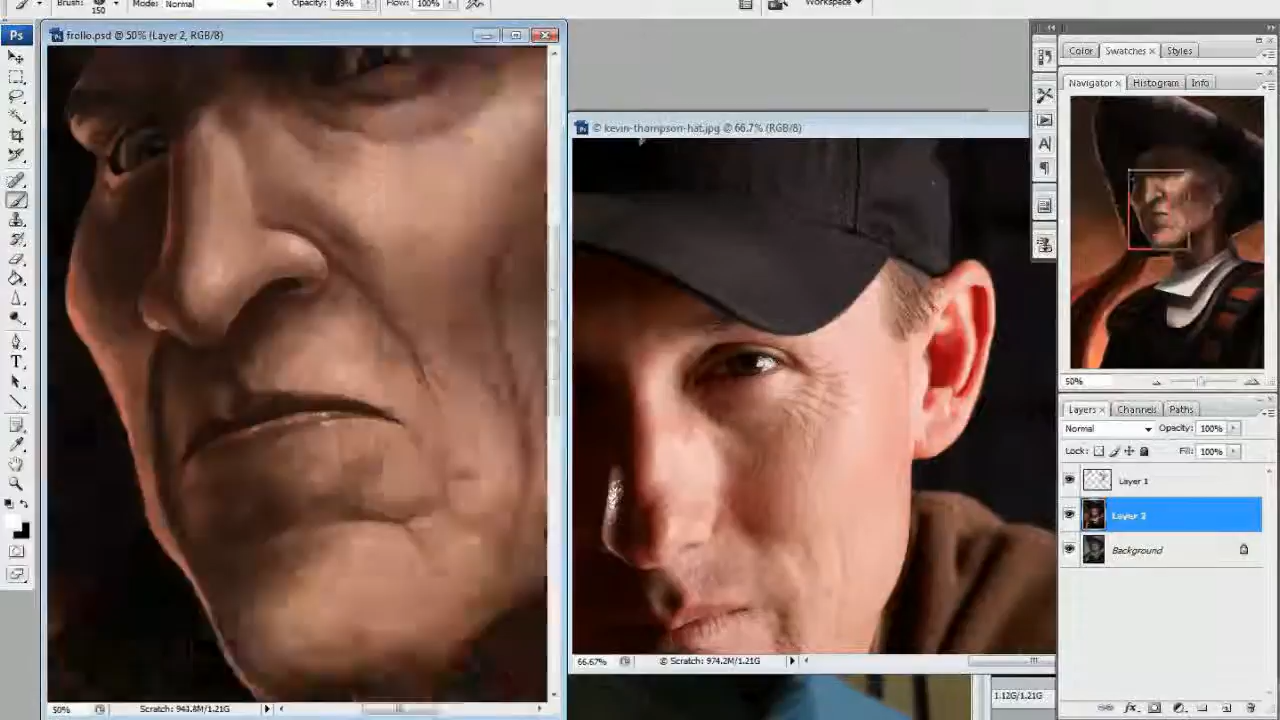 Brush: 150 Mode: Normal Opacity: 49% Flow: 100% Workspace
Ps frollo.psd @ 50% (Layer 2, RGB/8)
Color Swatches Styles
Navigator Histogram Info
© kevin-thampson-hat.jpg @ 66.7% (RGB/8)
50%
Layers Channels Paths
Normal Opacity: 100%
Lock: Fill: 100%
Layer 1
Layer 2
Background
66.67% Scratch: 974.2M/1.21G
1.12G/1.21G
50% Scratch: 943.8M/1.21G